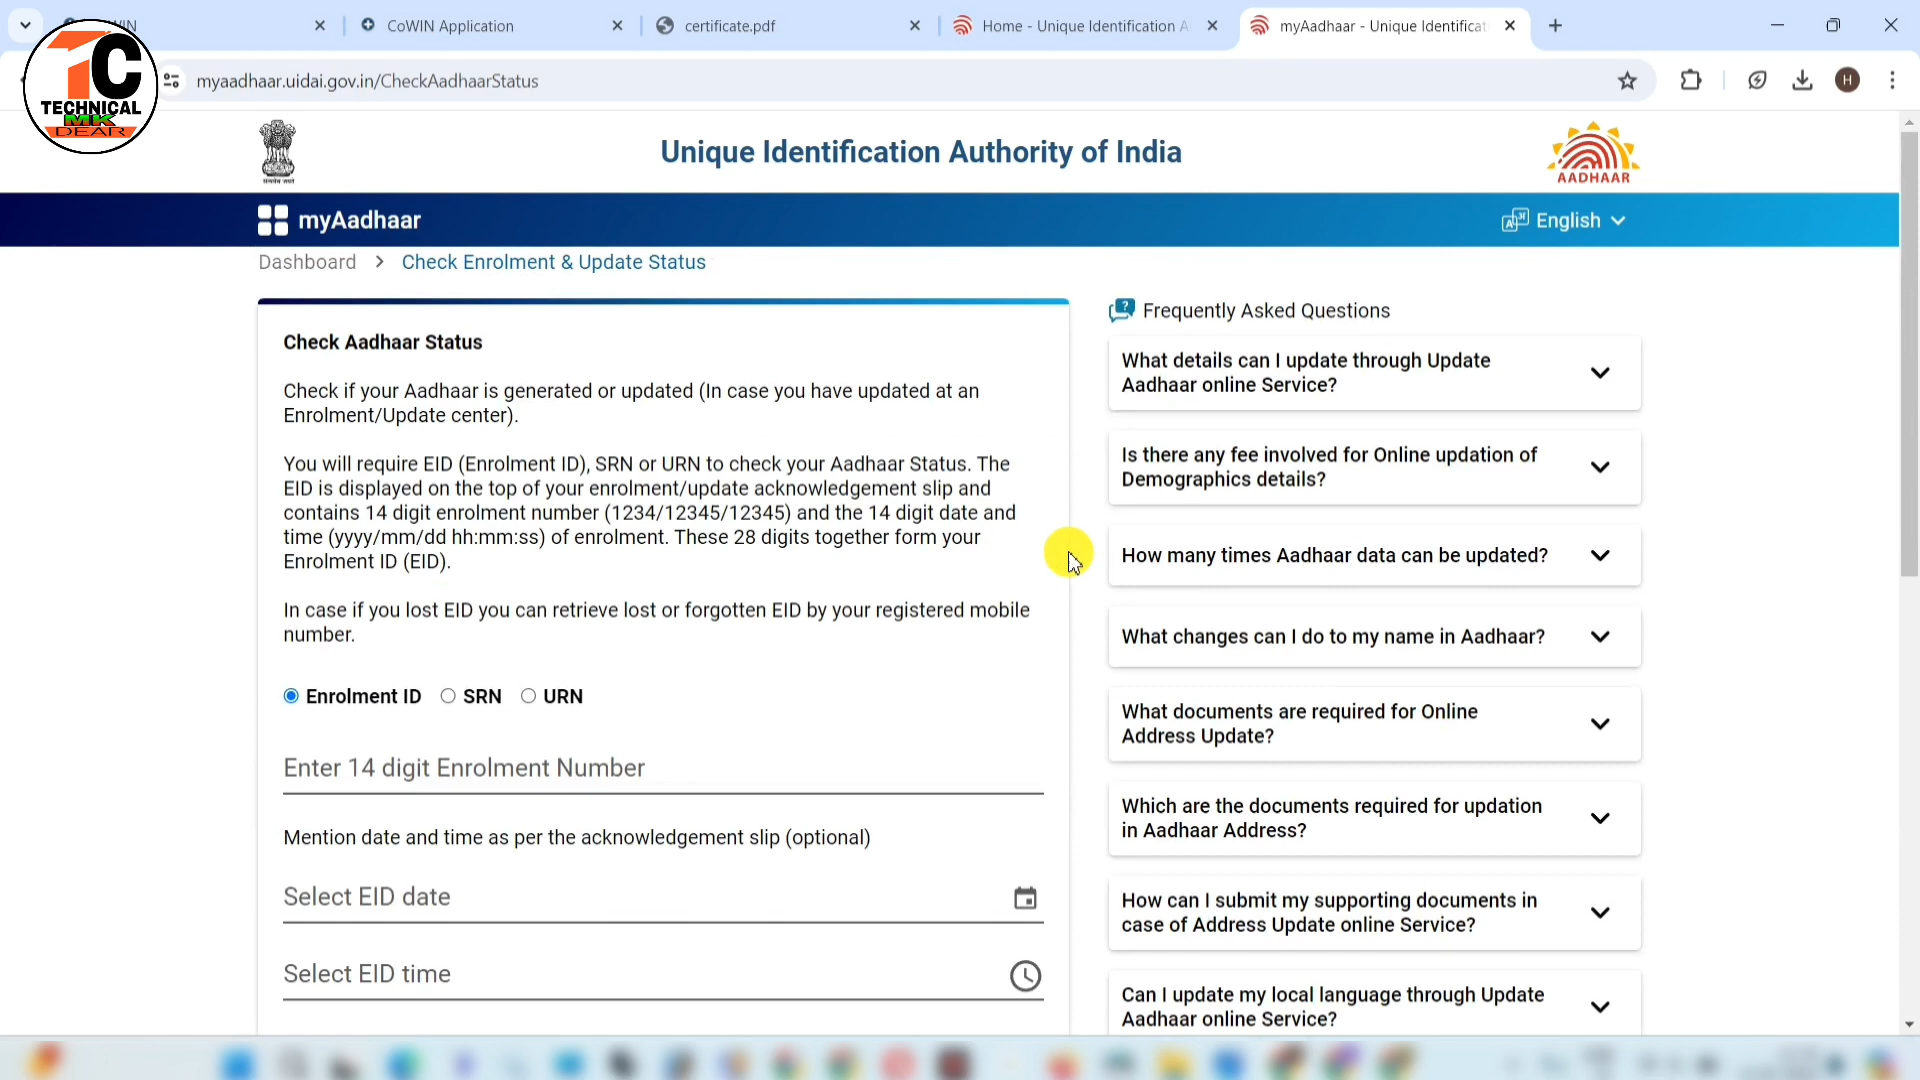 CoWIN Application
certificate.pdf
Home - Unique Identification A
myAadhaar - Unique Identificat
TC
TECHNICAL
MK
DEAR
myaadhaar.uidai.gov.in/CheckAadhaarStatus
H
सत्यमेव जयते
Unique Identification Authority of India
AADHAAR
myAadhaar
English
Dashboard > Check Enrolment & Update Status
Check Aadhaar Status
Check if your Aadhaar is generated or updated (In case you have updated at an
Enrolment/Update center).
You will require EID (Enrolment ID), SRN or URN to check your Aadhaar Status. The
EID is displayed on the top of your enrolment/update acknowledgement slip and
contains 14 digit enrolment number (1234/12345/12345) and the 14 digit date and
time (yyyy/mm/dd hh:mm:ss) of enrolment. These 28 digits together form your
Enrolment ID (EID).
In case if you lost EID you can retrieve lost or forgotten EID by your registered mobile
number.
Enrolment ID SRN URN
Enter 14 digit Enrolment Number
Mention date and time as per the acknowledgement slip (optional)
Select EID date
Select EID time
Frequently Asked Questions
What details can I update through Update
Aadhaar online Service?
Is there any fee involved for Online updation of
Demographics details?
How many times Aadhaar data can be updated?
What changes can I do to my name in Aadhaar?
What documents are required for Online
Address Update?
Which are the documents required for updation
in Aadhaar Address?
How can I submit my supporting documents in
case of Address Update online Service?
Can I update my local language through Update
Aadhaar online Service?